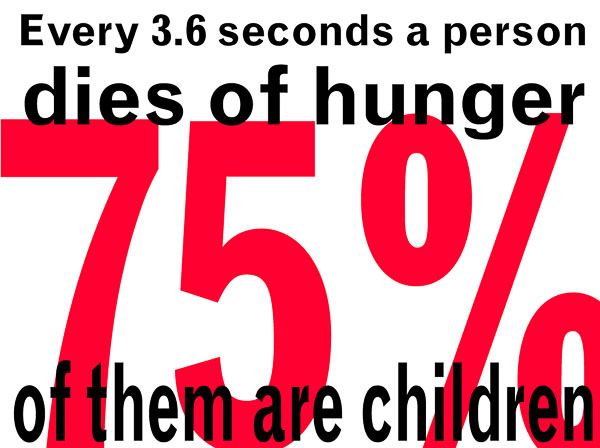 Every 3.6 seconds a person
dies of hunger
75%
of them are children